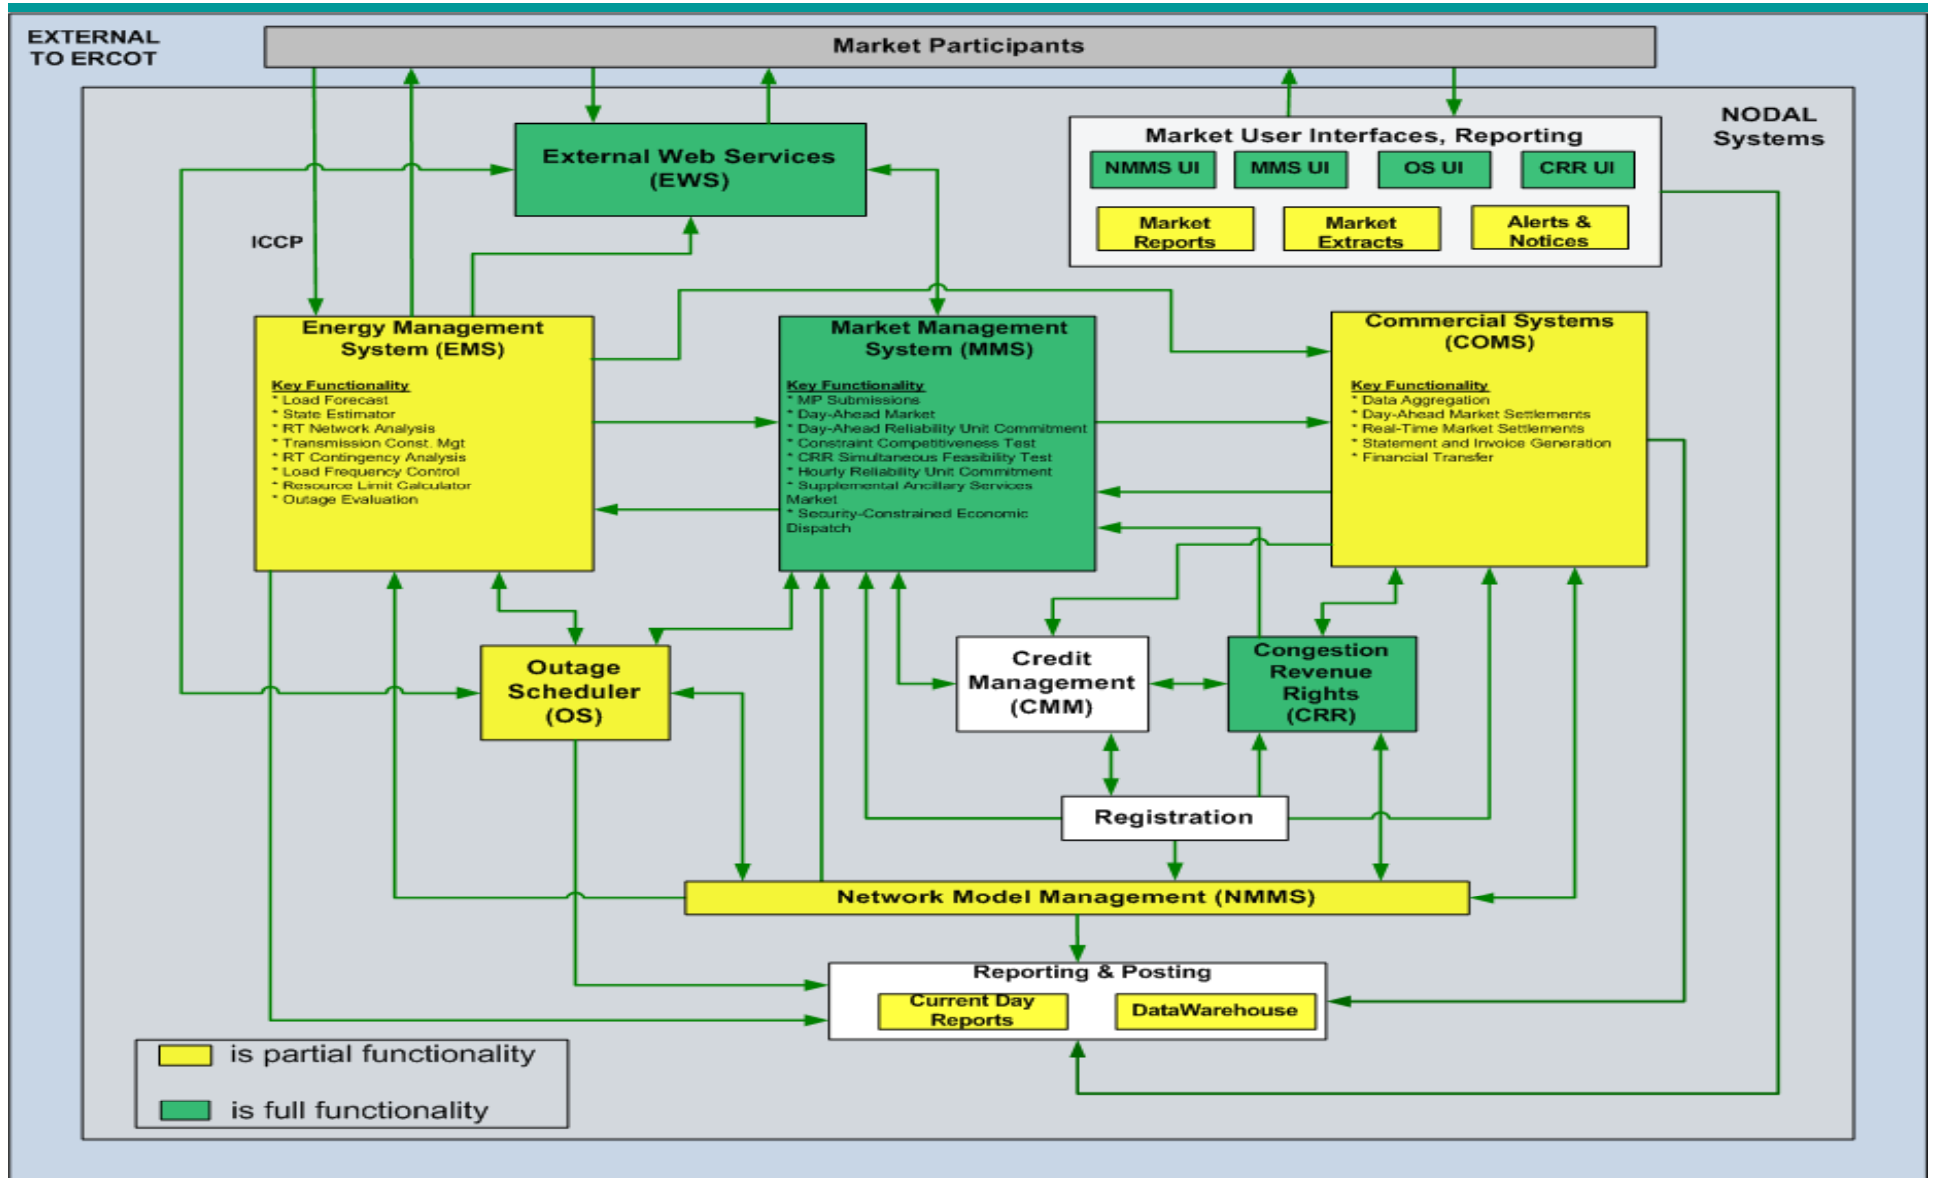 EXTERNAL
TO ERCOT
Market Participants
NODAL
Systems
External Web Services
(EWS)
Market User Interfaces, Reporting
NMMS UI
MMS UI
OS UI
CRR UI
Market
Reports
Market
Extracts
Alerts &
Notices
ICCP
Energy Management
System (EMS)
Key Functionality
* Load Forecast
* State Estimator
* RT Network Analysis
* Transmission Const. Mgt
* RT Contingency Analysis
* Load Frequency Control
* Resource Limit Calculator
* Outage Evaluation
Market Management
System (MMS)
Key Functionality
* MP Submissions
* Day-Ahead Market
* Day-Ahead Reliability Unit Commitment
* Constraint Competitiveness Test
* CRR Simultaneous Feasibility Test
* Hourly Reliability Unit Commitment
* Supplemental Ancillary Services
Market
* Security-Constrained Economic
Dispatch
Commercial Systems
(COMS)
Key Functionality
* Data Aggregation
* Day-Ahead Market Settlements
* Real-Time Market Settlements
* Statement and Invoice Generation
* Financial Transfer
Outage
Scheduler
(OS)
Credit
Management
(CMM)
Congestion
Revenue
Rights
(CRR)
Registration
Network Model Management (NMMS)
Reporting & Posting
Current Day
Reports
DataWarehouse
is partial functionality
is full functionality